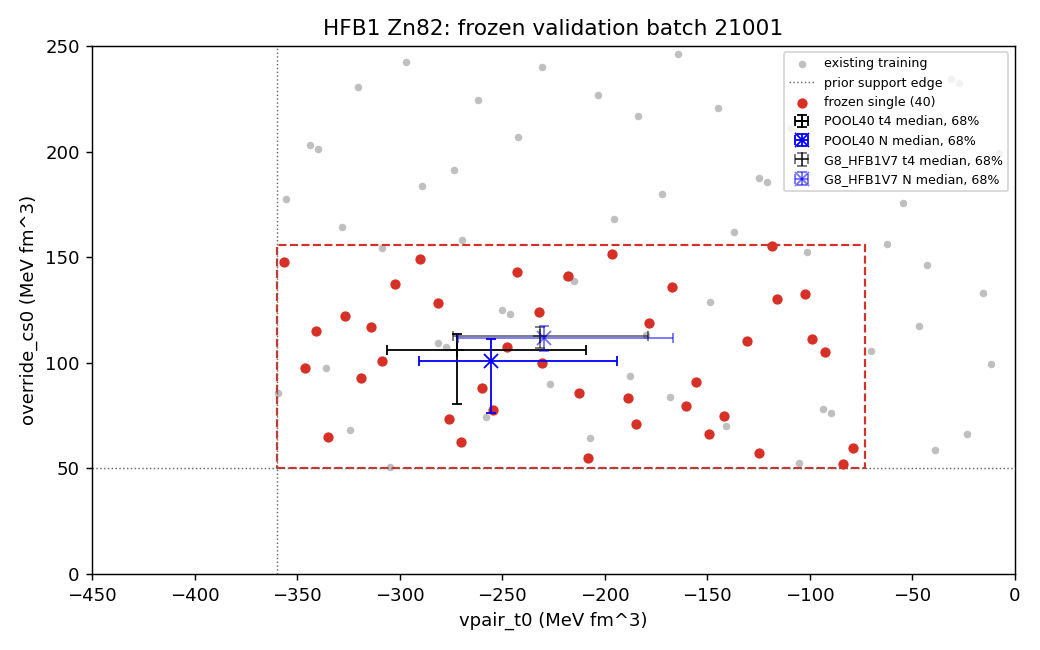 HFB1 Zn82: frozen validation batch 21001
250
200
150
100
50
0
override_cs0 (MeV fm^3)
existing training
prior support edge
frozen single (40)
POOL40 t4 median, 68%
POOL40 N median, 68%
G8_HFB1V7 t4 median, 68%
G8_HFB1V7 N median, 68%
−450 −400 −350 −300 −250 −200 −150 −100 −50 0
vpair_t0 (MeV fm^3)